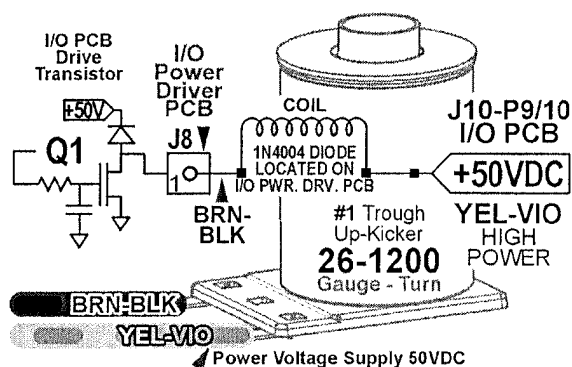 I/O PCB
Drive
Transistor
+50V
Q1
I/O
Power
Driver
PCB
J8
1
BRN-
BLK
COIL
1N4004 DIODE
LOCATED ON
I/O PWR. DRV. PCB
#1 Trough
Up-Kicker
26-1200
Gauge - Turn
J10-P9/10
I/O PCB
+50VDC
YEL-VIO
HIGH
POWER
BRN-BLK
YEL-VIO
Power Voltage Supply 50VDC